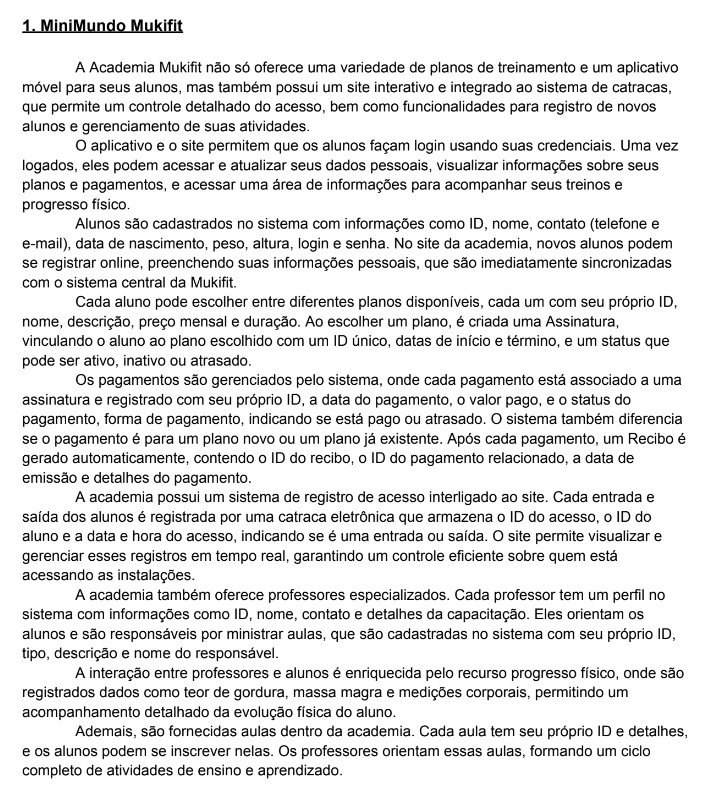 1. MiniMundo Mukifit
A Academia Mukifit não só oferece uma variedade de planos de treinamento e um aplicativo
móvel para seus alunos, mas também possui um site interativo e integrado ao sistema de catracas,
que permite um controle detalhado do acesso, bem como funcionalidades para registro de novos
alunos e gerenciamento de suas atividades.
O aplicativo e o site permitem que os alunos façam login usando suas credenciais. Uma vez
logados, eles podem acessar e atualizar seus dados pessoais, visualizar informações sobre seus
planos e pagamentos, e acessar uma área de informações para acompanhar seus treinos e
progresso físico.
Alunos são cadastrados no sistema com informações como ID, nome, contato (telefone e
e-mail), data de nascimento, peso, altura, login e senha. No site da academia, novos alunos podem
se registrar online, preenchendo suas informações pessoais, que são imediatamente sincronizadas
com o sistema central da Mukifit.
Cada aluno pode escolher entre diferentes planos disponíveis, cada um com seu próprio ID,
nome, descrição, preço mensal e duração. Ao escolher um plano, é criada uma Assinatura,
vinculando o aluno ao plano escolhido com um ID único, datas de início e término, e um status que
pode ser ativo, inativo ou atrasado.
Os pagamentos são gerenciados pelo sistema, onde cada pagamento está associado a uma
assinatura e registrado com seu próprio ID, a data do pagamento, o valor pago, e o status do
pagamento, forma de pagamento, indicando se está pago ou atrasado. O sistema também diferencia
se o pagamento é para um plano novo ou um plano já existente. Após cada pagamento, um Recibo é
gerado automaticamente, contendo o ID do recibo, o ID do pagamento relacionado, a data de
emissão e detalhes do pagamento.
A academia possui um sistema de registro de acesso interligado ao site. Cada entrada e
saída dos alunos é registrada por uma catraca eletrônica que armazena o ID do acesso, o ID do
aluno e a data e hora do acesso, indicando se é uma entrada ou saída. O site permite visualizar e
gerenciar esses registros em tempo real, garantindo um controle eficiente sobre quem está
acessando as instalações.
A academia também oferece professores especializados. Cada professor tem um perfil no
sistema com informações como ID, nome, contato e detalhes da capacitação. Eles orientam os
alunos e são responsáveis por ministrar aulas, que são cadastradas no sistema com seu próprio ID,
tipo, descrição e nome do responsável.
A interação entre professores e alunos é enriquecida pelo recurso progresso físico, onde são
registrados dados como teor de gordura, massa magra e medições corporais, permitindo um
acompanhamento detalhado da evolução física do aluno.
Ademais, são fornecidas aulas dentro da academia. Cada aula tem seu próprio ID e detalhes,
e os alunos podem se inscrever nelas. Os professores orientam essas aulas, formando um ciclo
completo de atividades de ensino e aprendizado.